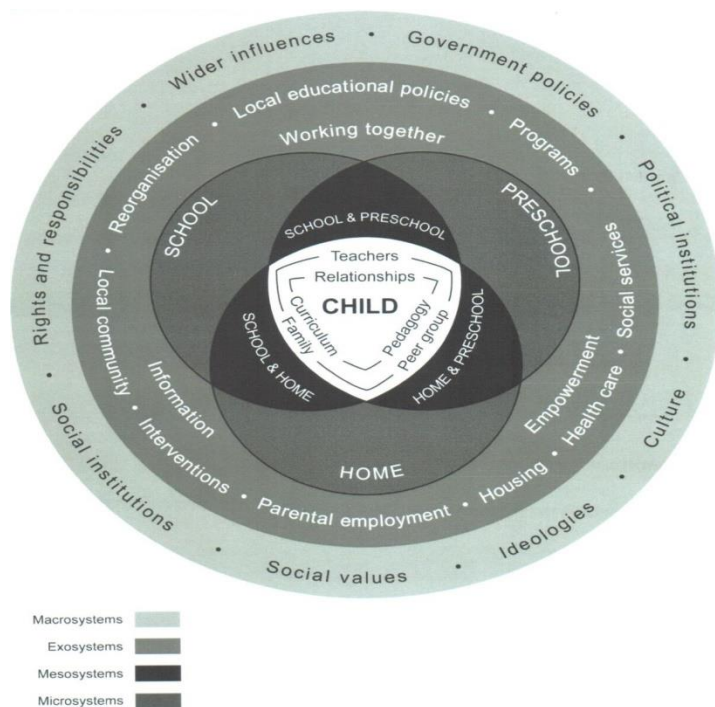 Wider influences • Government policies • Political institutions • Culture • Ideologies • Social values • Social institutions • Rights and responsibilities •
Local educational policies • Programs • Social services • Health care • Housing • Parental employment • Interventions • Local community • Reorganisation •
Working together
Empowerment
Information
SCHOOL
PRESCHOOL
HOME
SCHOOL & PRESCHOOL
HOME & PRESCHOOL
SCHOOL & HOME
Teachers
Relationships
CHILD
Curriculum
Family
Pedagogy
Peer group
Macrosystems
Exosystems
Mesosystems
Microsystems